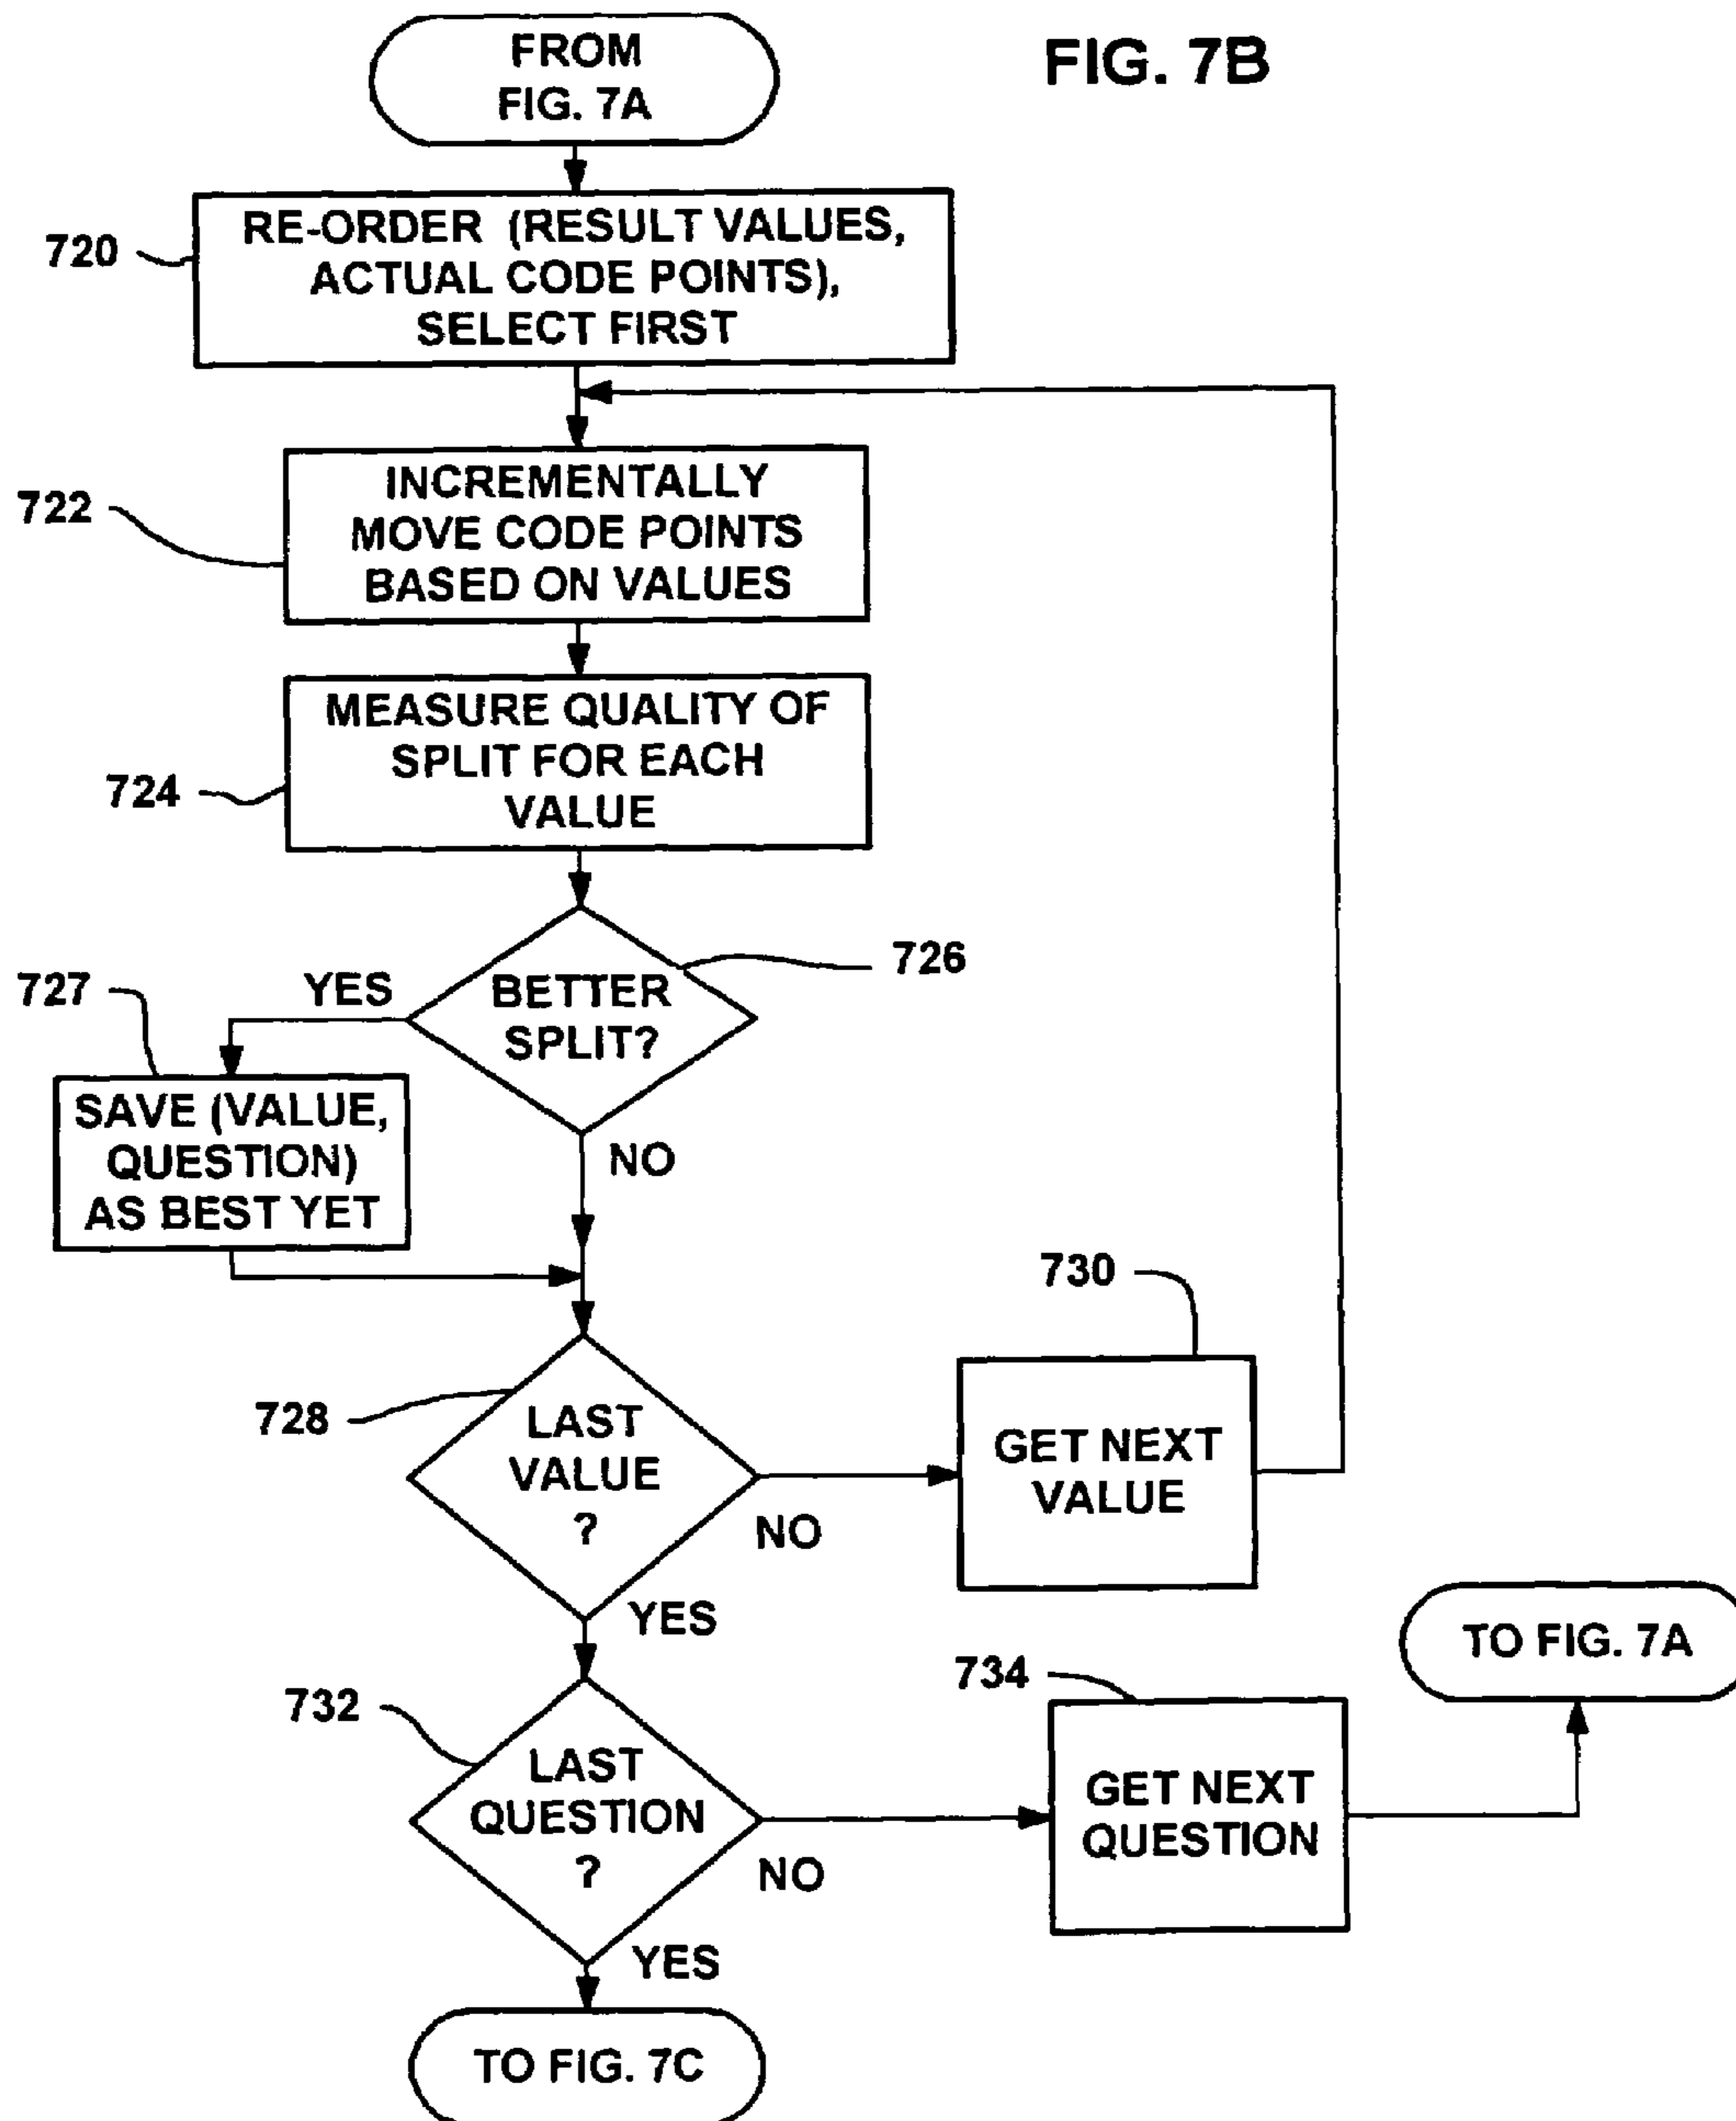 FROM
FIG. 7A
FIG. 7B
720
RE-ORDER (RESULT VALUES,
ACTUAL CODE POINTS),
SELECT FIRST
722
INCREMENTALLY
MOVE CODE POINTS
BASED ON VALUES
724
MEASURE QUALITY OF
SPLIT FOR EACH
VALUE
726
BETTER
SPLIT?
YES
727
SAVE (VALUE,
QUESTION)
AS BEST YET
NO
728
LAST
VALUE
?
NO
730
GET NEXT
VALUE
YES
732
LAST
QUESTION
?
NO
734
GET NEXT
QUESTION
TO FIG. 7A
YES
TO FIG. 7C